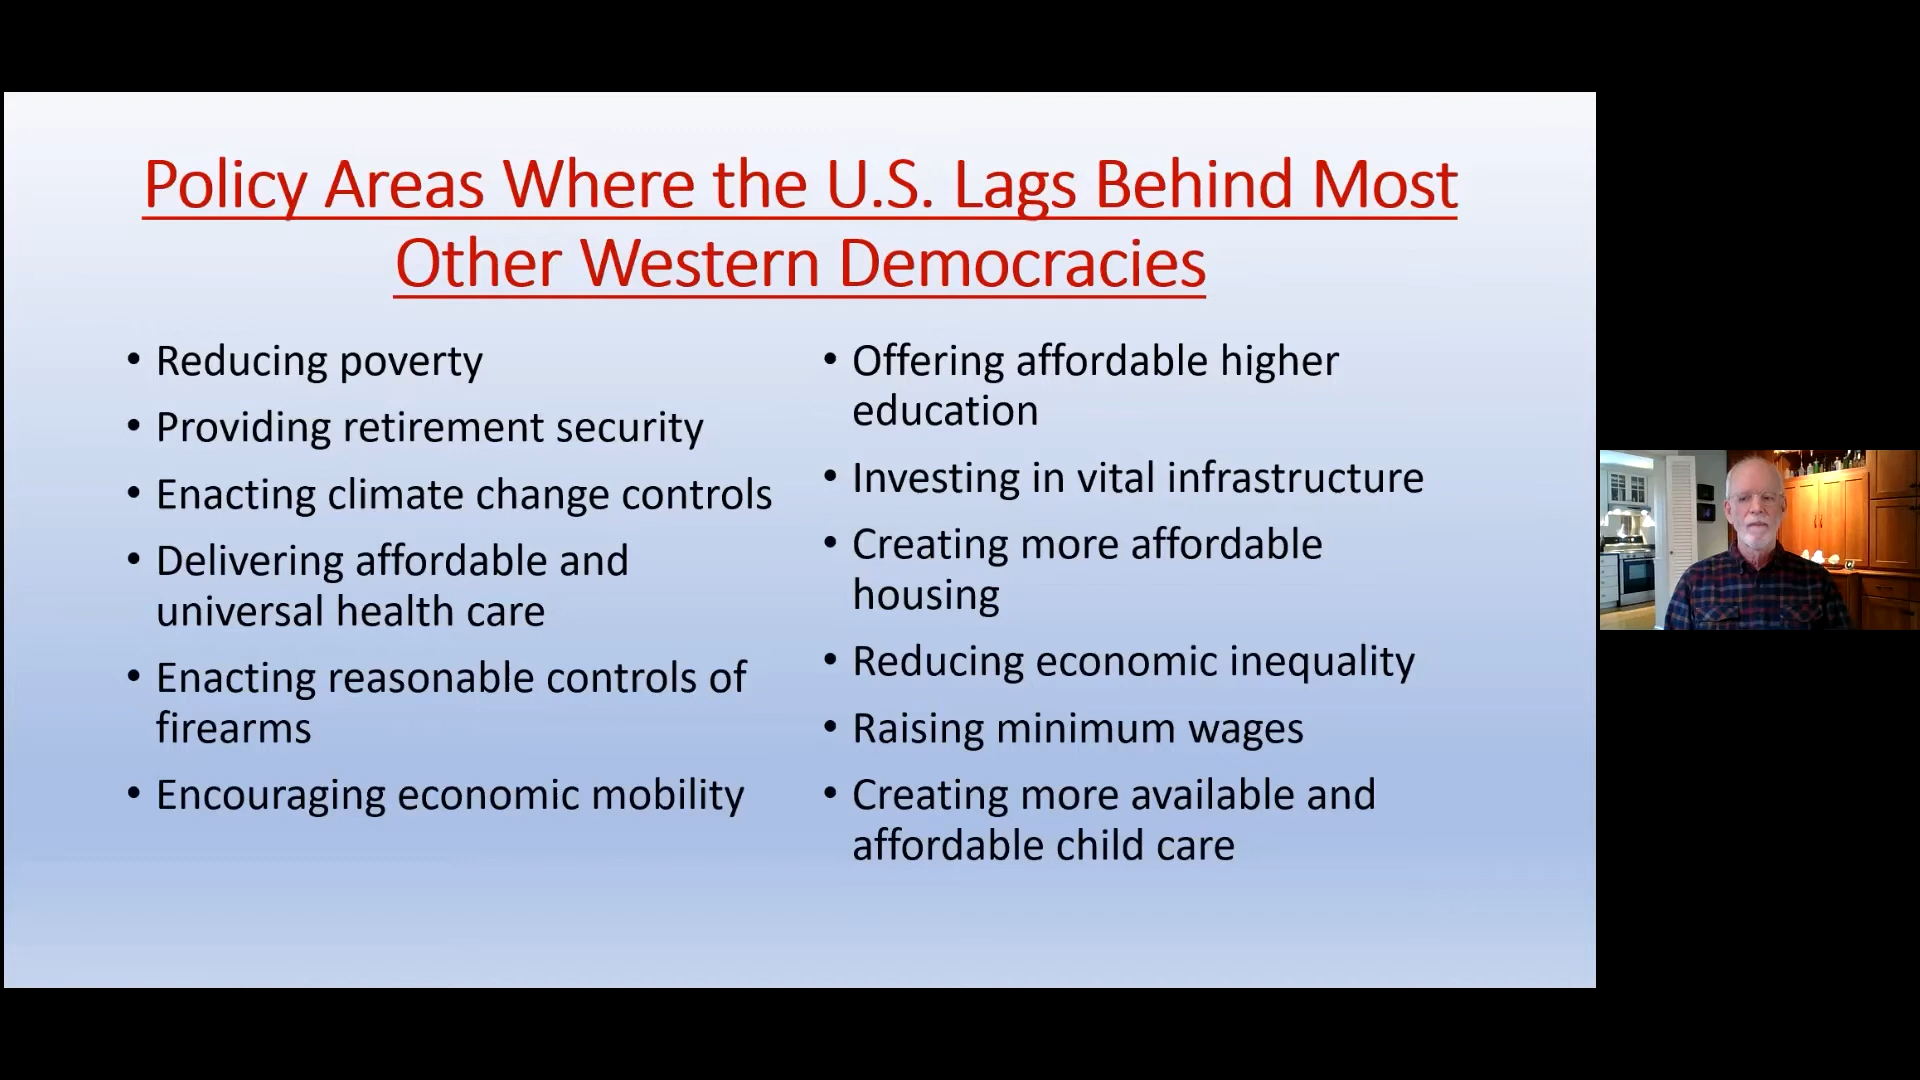 Policy Areas Where the U.S. Lags Behind Most
Other Western Democracies
• Reducing poverty
• Providing retirement security
• Enacting climate change controls
• Delivering affordable and
universal health care
• Enacting reasonable controls of
firearms
• Encouraging economic mobility
• Offering affordable higher
education
• Investing in vital infrastructure
• Creating more affordable
housing
• Reducing economic inequality
• Raising minimum wages
• Creating more available and
affordable child care